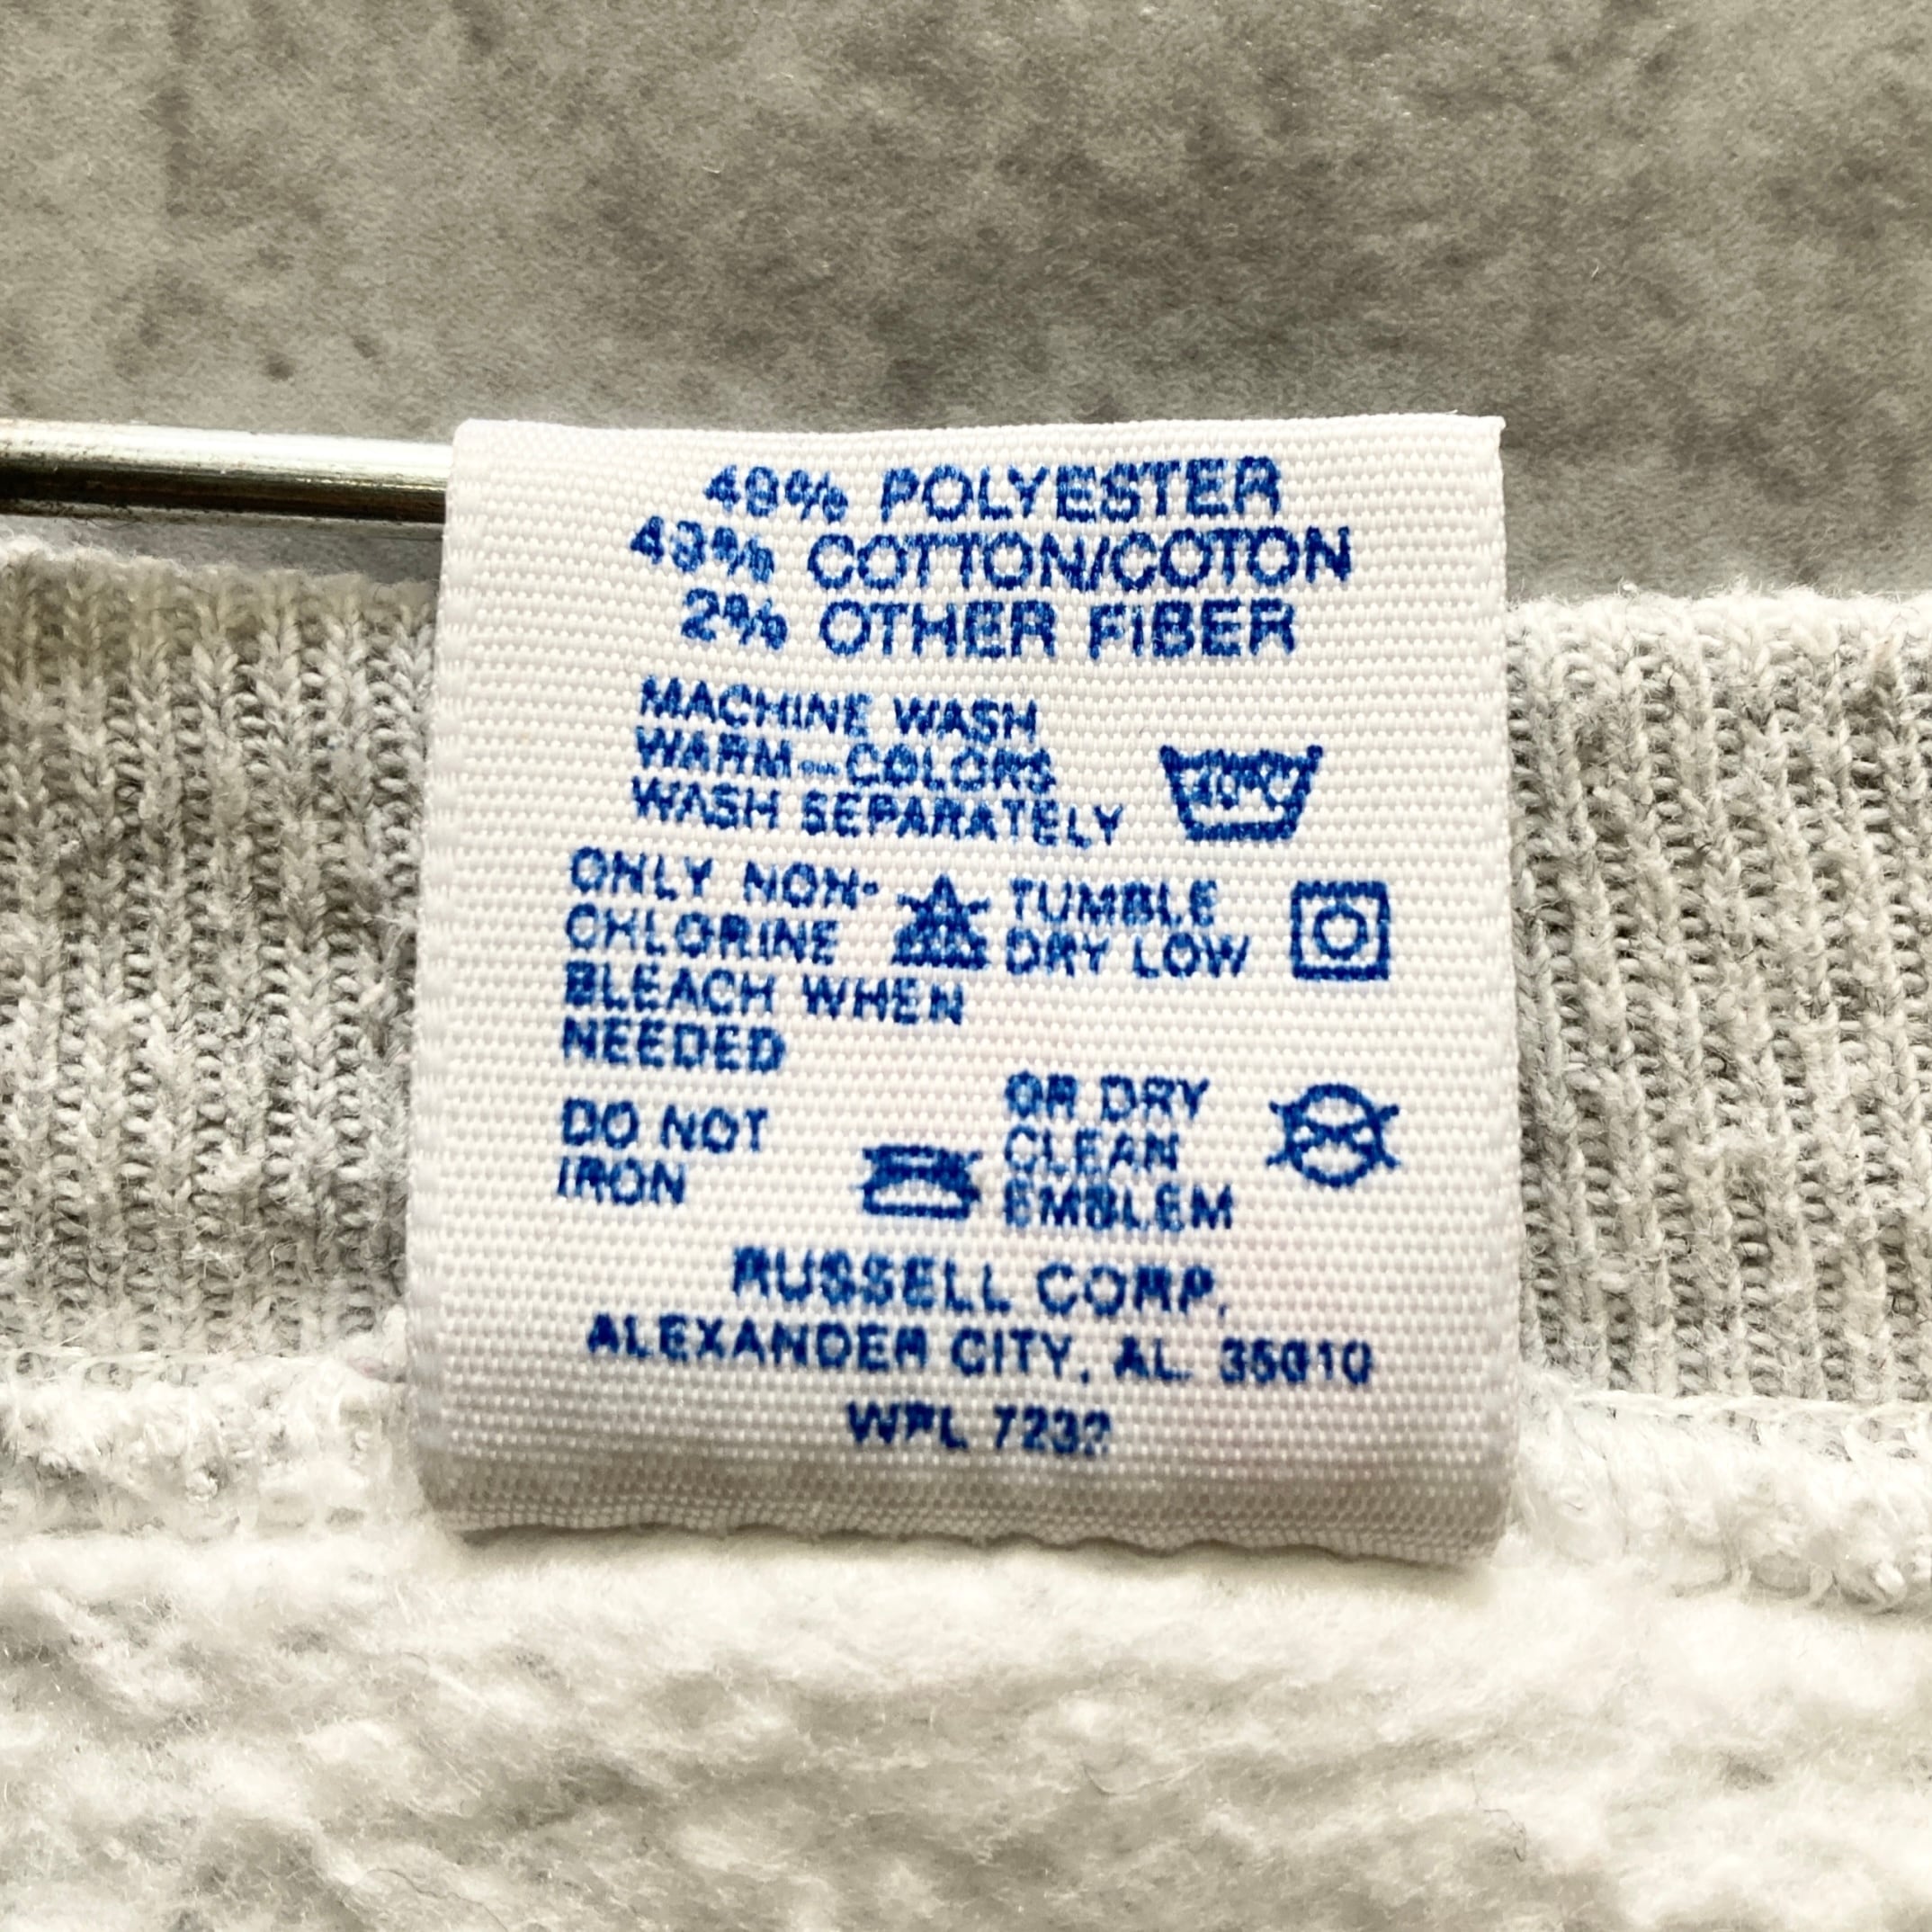 49% POLYESTER
49% COTTON/COTON
2% OTHER FIBER
MACHINE WASH
WARM—COLORS
WASH SEPARATELY
40°C
ONLY NON-
CHLORINE
BLEACH WHEN
NEEDED
TUMBLE
DRY LOW
DO NOT
IRON
OR DRY
CLEAN
EMBLEM
RUSSELL CORP.
ALEXANDER CITY, AL. 35010
WPL 7232